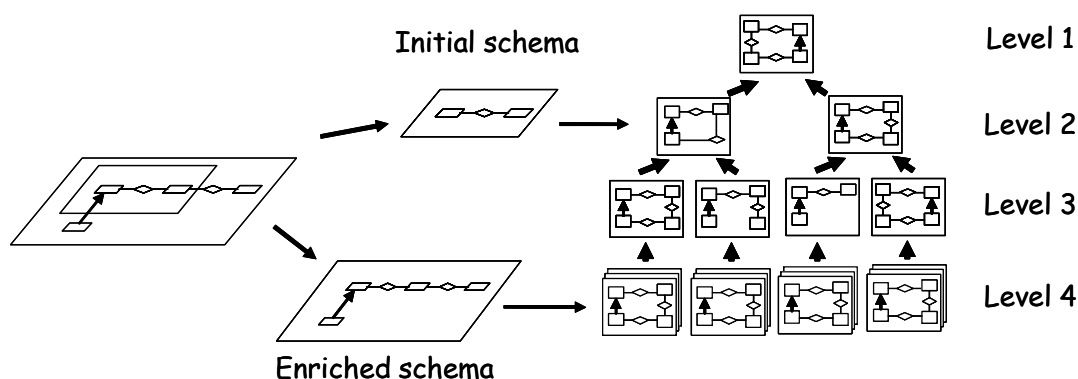 Initial schema
Level 1
Level 2
Level 3
Level 4
Enriched schema